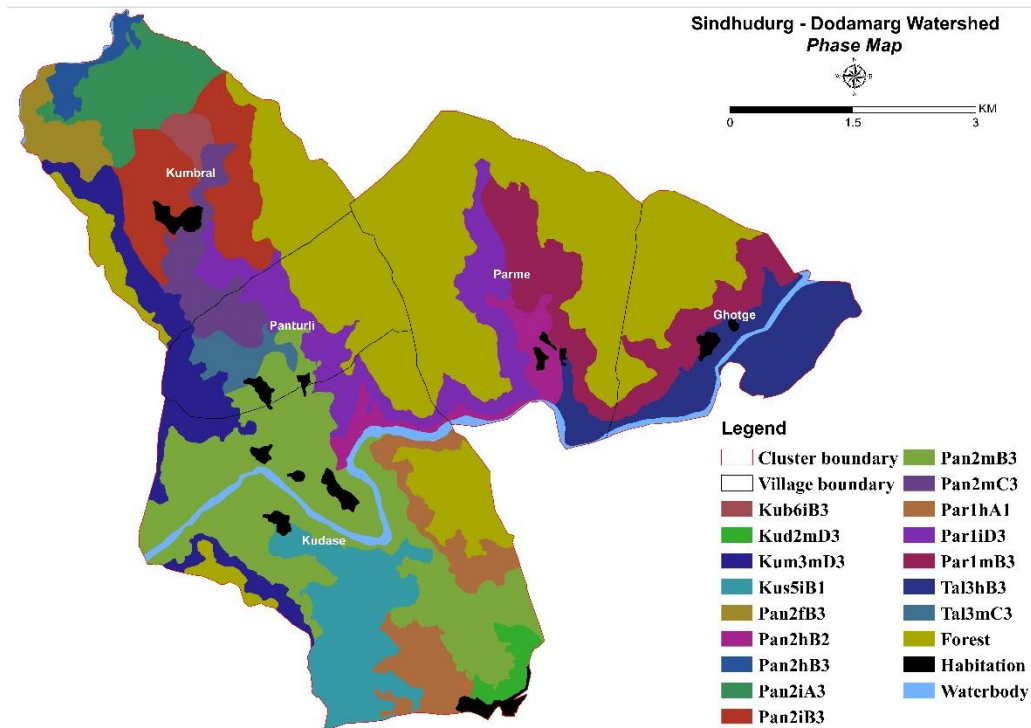 Sindhudurg - Dodamarg Watershed
Phase Map
N
E
S
W
KM
0
1.5
3
Kumbral
Parme
Ghotge
Panturli
Kudase
Legend
Cluster boundary
Village boundary
Kub6iB3
Kud2mD3
Kum3mD3
Kus5iB1
Pan2fB3
Pan2hB2
Pan2hB3
Pan2iA3
Pan2iB3
Pan2mB3
Pan2mC3
Par1hA1
Par1iD3
Par1mB3
Tal3hB3
Tal3mC3
Forest
Habitation
Waterbody